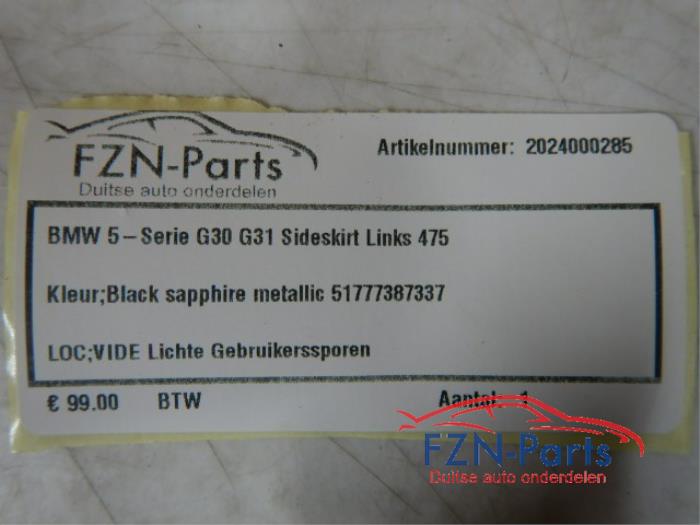 FZN-Parts
Duitse auto onderdelen
Artikelnummer: 2024000285
BMW 5-Serie G30 G31 Sideskirt Links 475
Kleur;Black sapphire metallic 51777387337
LOC;VIDE Lichte Gebruikerssporen
€ 99.00 BTW Aantal: 1
FZN-Parts
Duitse auto onderdelen